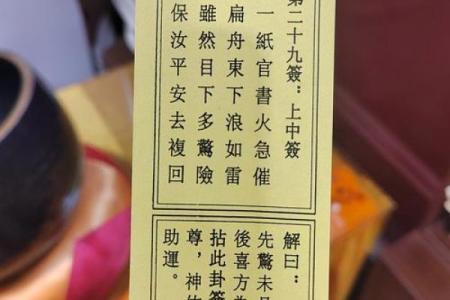 第二十九簽：上中簽
一紙官書火急催
扁舟東下浪如雷
雖然目下多驚險
保汝平安去複回
解曰：
先驚未
後喜方
拈此卦簽
尊，神
助運。